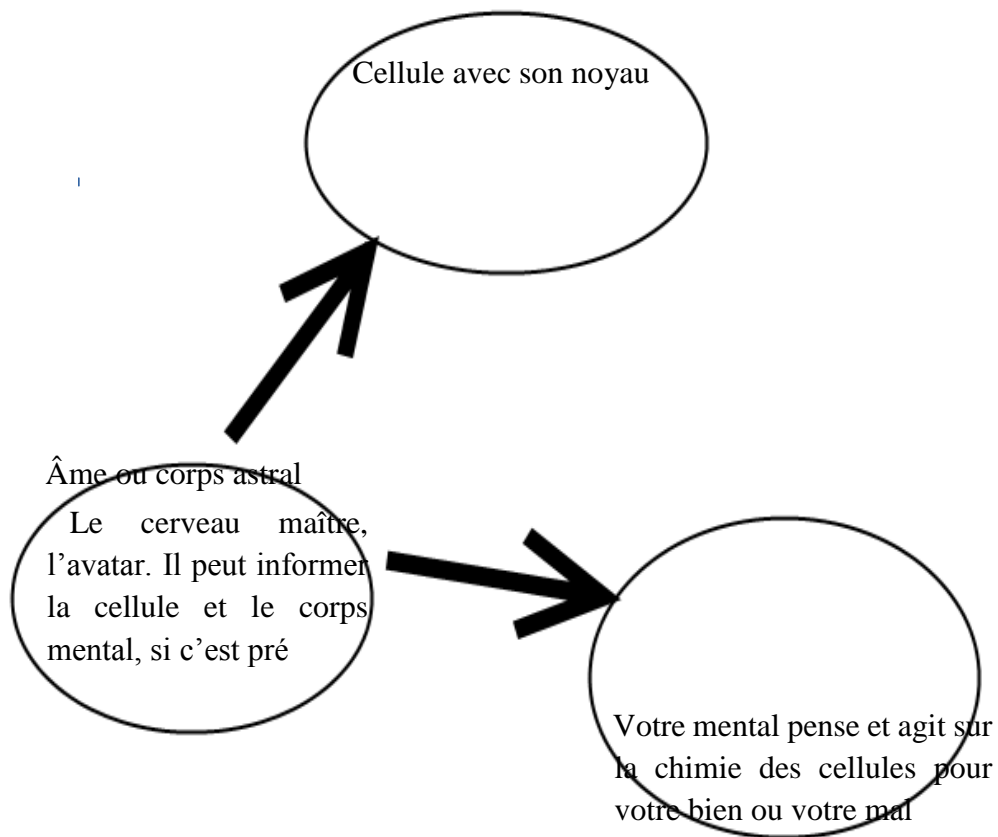 Cellule avec son noyau
Âme ou corps astral
Le cerveau maître,
l’avatar. Il peut informer
la cellule et le corps
mental, si c’est pré
Votre mental pense et agit sur
la chimie des cellules pour
votre bien ou votre mal